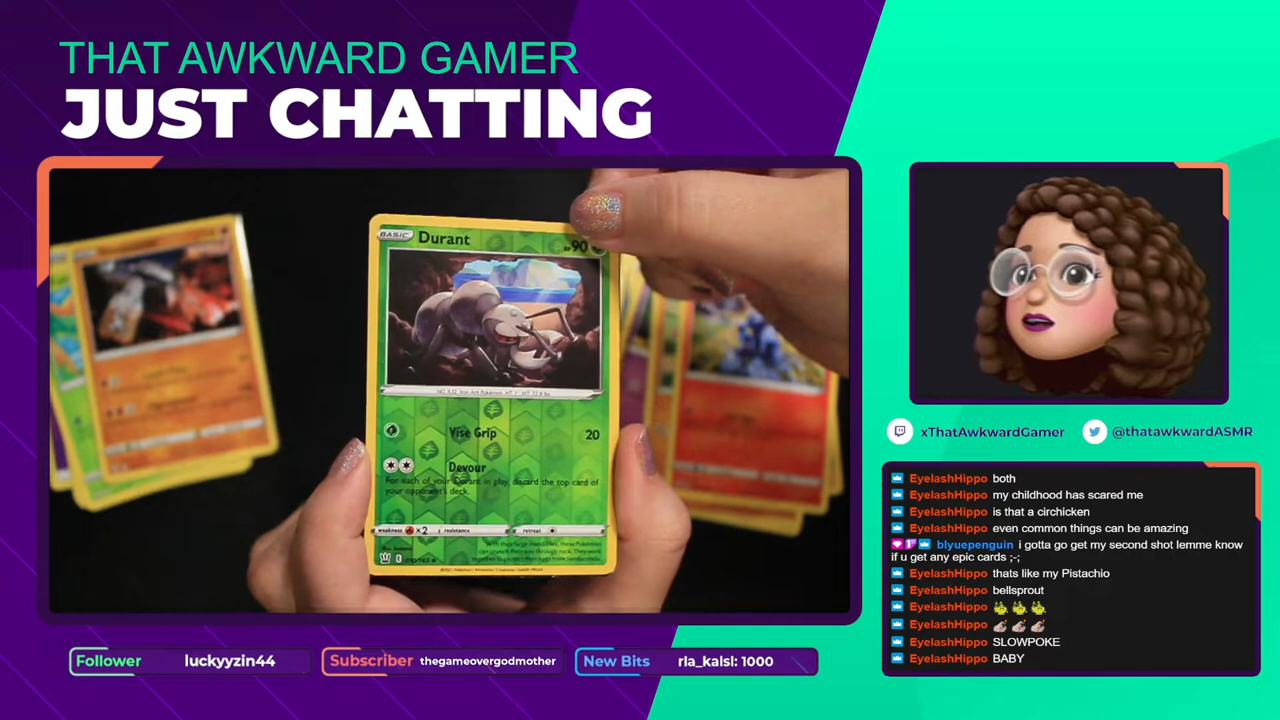 THAT AWKWARD GAMER
JUST CHATTING
BASIC
Durant
90
Vise Grip
20
Devour
For each of your Durant in play, discard the top card of
your opponent's deck.
weakness
×2
resistance
retreat
xThatAwkwardGamer
@thatawkwardASMR
EyelashHippo both
EyelashHippo my childhood has scared me
EyelashHippo is that a circhicken
EyelashHippo even common things can be amazing
blyuepenguin i gotta go get my second shot lemme know
if u get any epic cards ;-;
EyelashHippo thats like my Pistachio
EyelashHippo bellsprout
EyelashHippo
EyelashHippo
EyelashHippo SLOWPOKE
EyelashHippo BABY
Follower
luckyyzin44
Subscriber
thegameovergodmother
New Bits
rla_kalsl: 1000